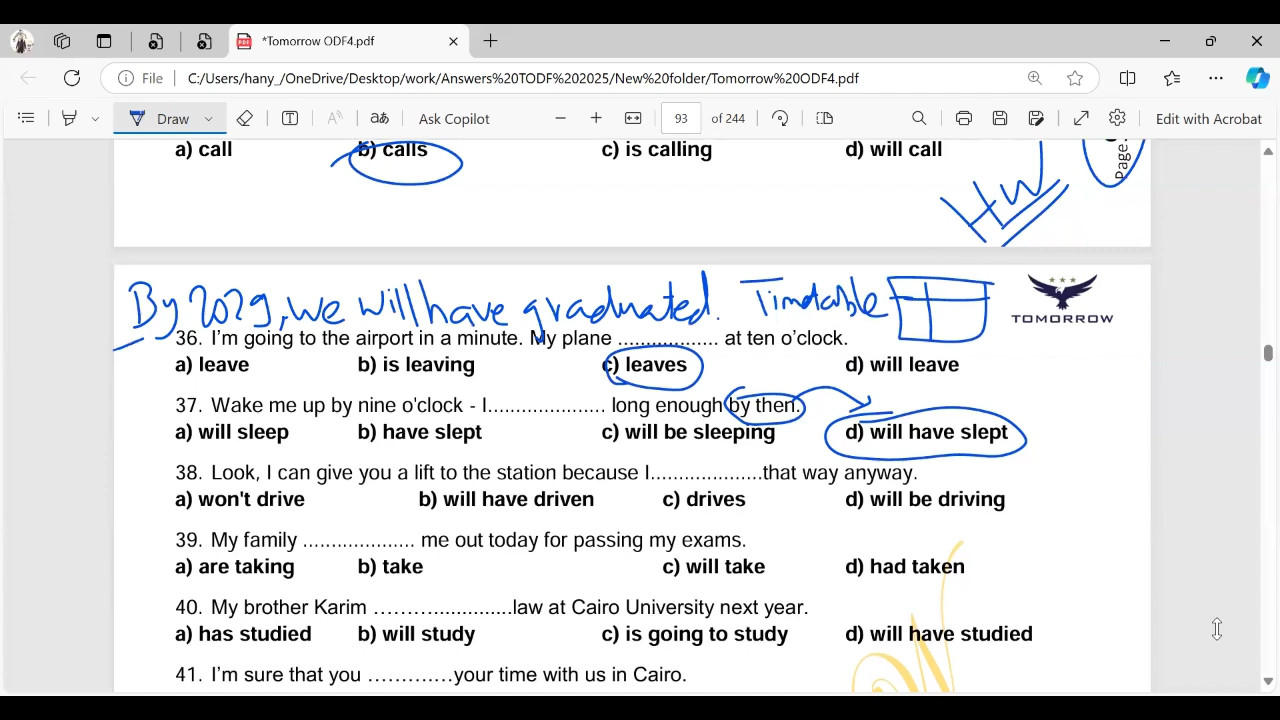 *Tomorrow ODF4.pdf
File C:/Users/hany_/OneDrive/Desktop/work/Answers%20TODF%202025/New%20folder/Tomorrow%20ODF4.pdf
Draw Ask Copilot 93 of 244 Edit with Acrobat
a) call b) calls c) is calling d) will call
Page
HW
By 2029, we will have graduated. Timetable
TOMORROW
36. I'm going to the airport in a minute. My plane .................. at ten o'clock.
a) leave b) is leaving c) leaves d) will leave
37. Wake me up by nine o'clock - I..................... long enough by then.
a) will sleep b) have slept c) will be sleeping d) will have slept
38. Look, I can give you a lift to the station because I....................that way anyway.
a) won't drive b) will have driven c) drives d) will be driving
39. My family .................... me out today for passing my exams.
a) are taking b) take c) will take d) had taken
40. My brother Karim ……….............law at Cairo University next year.
a) has studied b) will study c) is going to study d) will have studied
41. I'm sure that you ………….your time with us in Cairo.